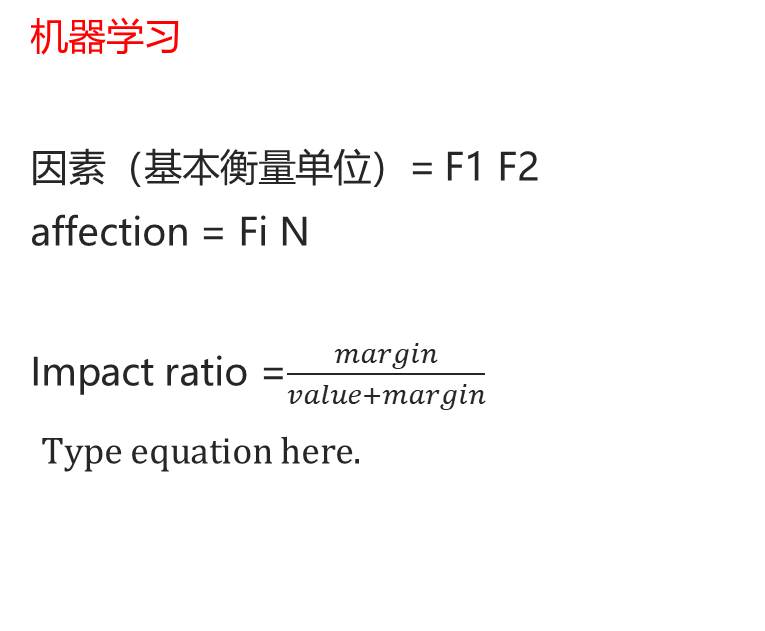 机器学习
因素（基本衡量单位）= F1 F2
affection = Fi N
Impact ratio =margin/value+margin
Type equation here.